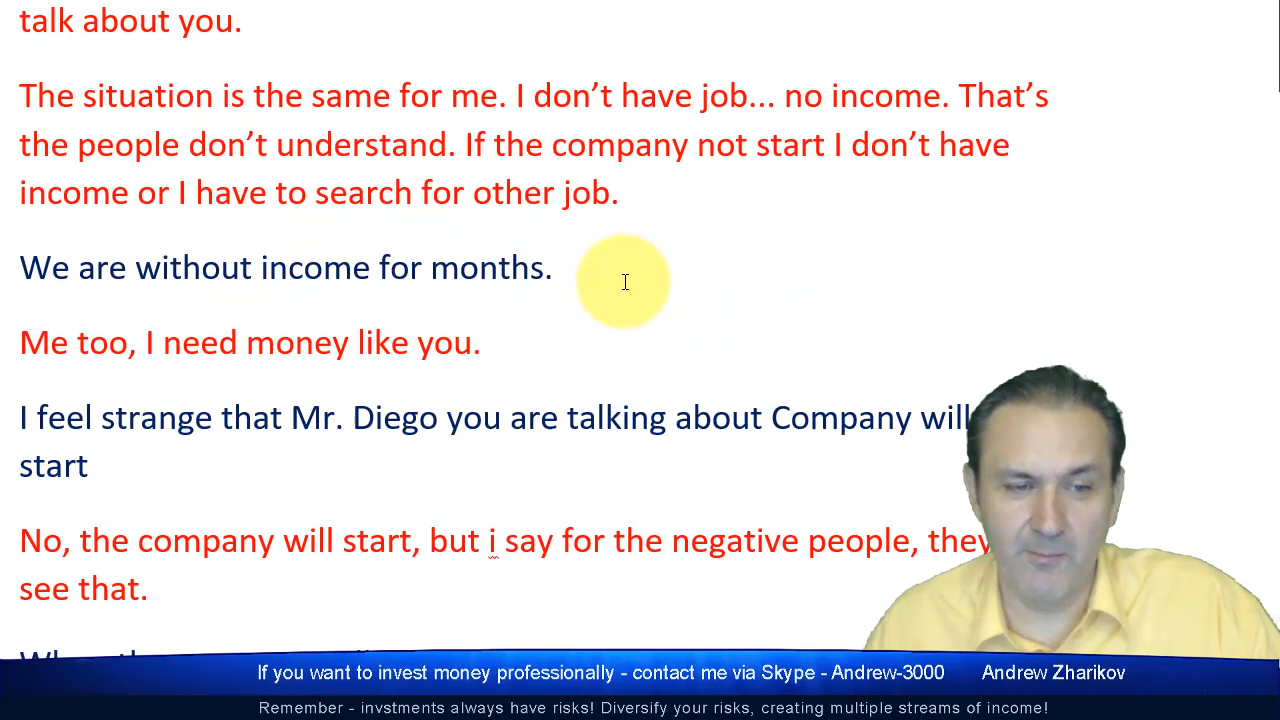 talk about you.
The situation is the same for me. I don’t have job... no income. That’s
the people don’t understand. If the company not start I don’t have
income or I have to search for other job.
We are without income for months.
Me too, I need money like you.
I feel strange that Mr. Diego you are talking about Company will
start
No, the company will start, but i say for the negative people, they
see that.
If you want to invest money professionally - contact me via Skype - Andrew-3000 Andrew Zharikov
Remember - invstments always have risks! Diversify your risks, creating multiple streams of income!